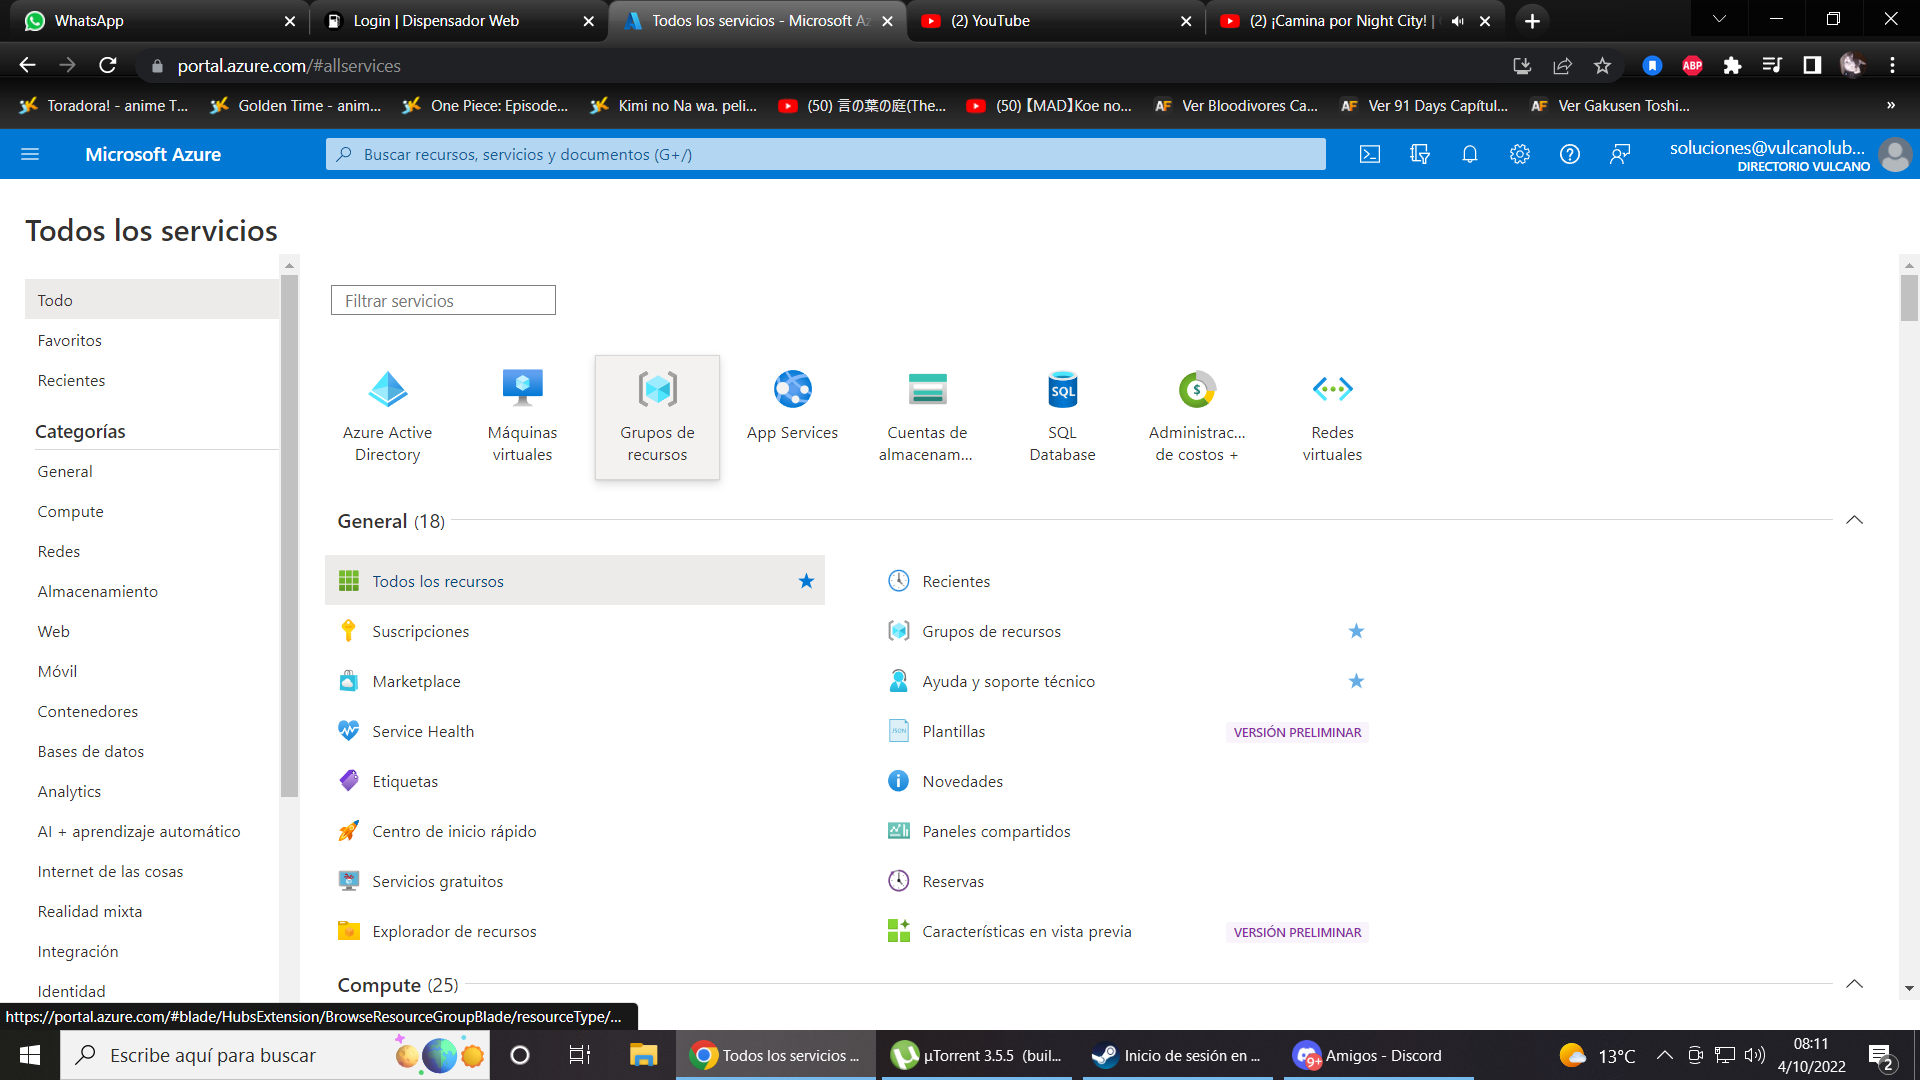 WhatsApp
Login | Dispensador Web
Todos los servicios - Microsoft Az
(2) YouTube
(2) ¡Camina por Night City! |
portal.azure.com/#allservices
ABP
Toradora! - anime T...
Golden Time - anim...
One Piece: Episode...
Kimi no Na wa. peli...
(50) 言の葉の庭(The...
(50)【MAD】Koe no...
AF Ver Bloodivores Ca...
AF Ver 91 Days Capítul...
AF Ver Gakusen Toshi...
»
Microsoft Azure
Buscar recursos, servicios y documentos (G+/)
soluciones@vulcanolub...
DIRECTORIO VULCANO
Todos los servicios
Todo
Favoritos
Recientes
Categorías
General
Compute
Redes
Almacenamiento
Web
Móvil
Contenedores
Bases de datos
Analytics
AI + aprendizaje automático
Internet de las cosas
Realidad mixta
Integración
Identidad
Filtrar servicios
Azure Active
Directory
Máquinas
virtuales
Grupos de
recursos
App Services
Cuentas de
almacenam...
SQL
SQL
Database
$
Administrac...
de costos +
Redes
virtuales
General (18)
Todos los recursos
Recientes
Suscripciones
Grupos de recursos
Marketplace
Ayuda y soporte técnico
Service Health
JSON
Plantillas
VERSIÓN PRELIMINAR
Etiquetas
Novedades
Centro de inicio rápido
Paneles compartidos
Servicios gratuitos
Reservas
Explorador de recursos
Características en vista previa
VERSIÓN PRELIMINAR
Compute (25)
https://portal.azure.com/#blade/HubsExtension/BrowseResourceGroupBlade/resourceType/...
Escribe aquí para buscar
Todos los servicios ...
µTorrent 3.5.5 (buil...
Inicio de sesión en ...
9+
Amigos - Discord
13°C
08:11
4/10/2022
2